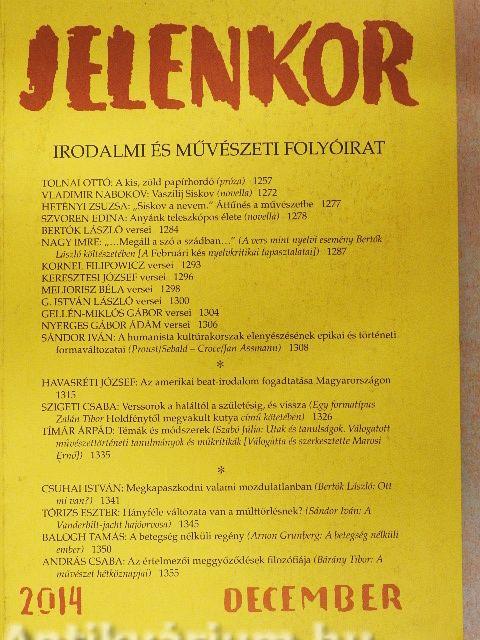 JELENKOR
IRODALMI ÉS MŰVÉSZETI FOLYÓIRAT
TOLNAI OTTÓ: A kis, zöld papírhordó (próza) 1257
VLADIMIR NABOKOV: Vaszilij Siskov (novella) 1272
HETÉNYI ZSUZSA: „Siskov a nevem.” Áttűnés a művészetbe 1277
SZVOREN EDINA: Anyánk teleszkópos élete (novella) 1278
BERTÓK LÁSZLÓ versei 1284
NAGY IMRE: „…Megáll a szó a szádban…” (A vers mint nyelvi esemény Bertók
László költészetében [A Februári kés nyelvkritikai tapasztalatai]) 1287
KORNEL FILIPOWICZ versei 1293
KERESZTESI JÓZSEF versei 1296
MELIORISZ BÉLA versei 1298
G. ISTVÁN LÁSZLÓ versei 1300
GELLÉN-MIKLÓS GÁBOR versei 1304
NYERGES GÁBOR ÁDÁM versei 1306
SÁNDOR IVÁN: A humanista kultúrakorszak elenyészésének epikai és történeti
formaváltozatai (Proust/Sebald – Croce/Jan Assmann) 1308
*
HAVASRÉTI JÓZSEF: Az amerikai beat-irodalom fogadtatása Magyarországon
1315
SZIGETI CSABA: Verssorok a haláltól a születésig, és vissza (Egy formatípus
Zalán Tibor Holdfénytől megvakult kutya című kötetében) 1326
TÍMÁR ÁRPÁD: Témák és módszerek (Szabó Júlia: Utak és tanulságok. Válogatott
művészettörténeti tanulmányok és műkritikák [Válogatta és szerkesztette Marosi
Ernő]) 1335
*
CSUHAI ISTVÁN: Megkapaszkodni valami mozdulatlanban (Bertók László: Ott
mi van?) 1341
TÖRIZS ESZTER: Hányféle változata van a múlttörlésnek? (Sándor Iván: A
Vanderbilt-jacht hajóorvosa) 1345
BALOGH TAMÁS: A betegség nélküli regény (Arnon Grunberg: A betegség nélküli
ember) 1350
ANDRÁS CSABA: Az értelmezői meggyőződések filozófiája (Bárány Tibor: A
művészet hétköznapjai) 1355
2014 DECEMBER
Antikvárium.hu